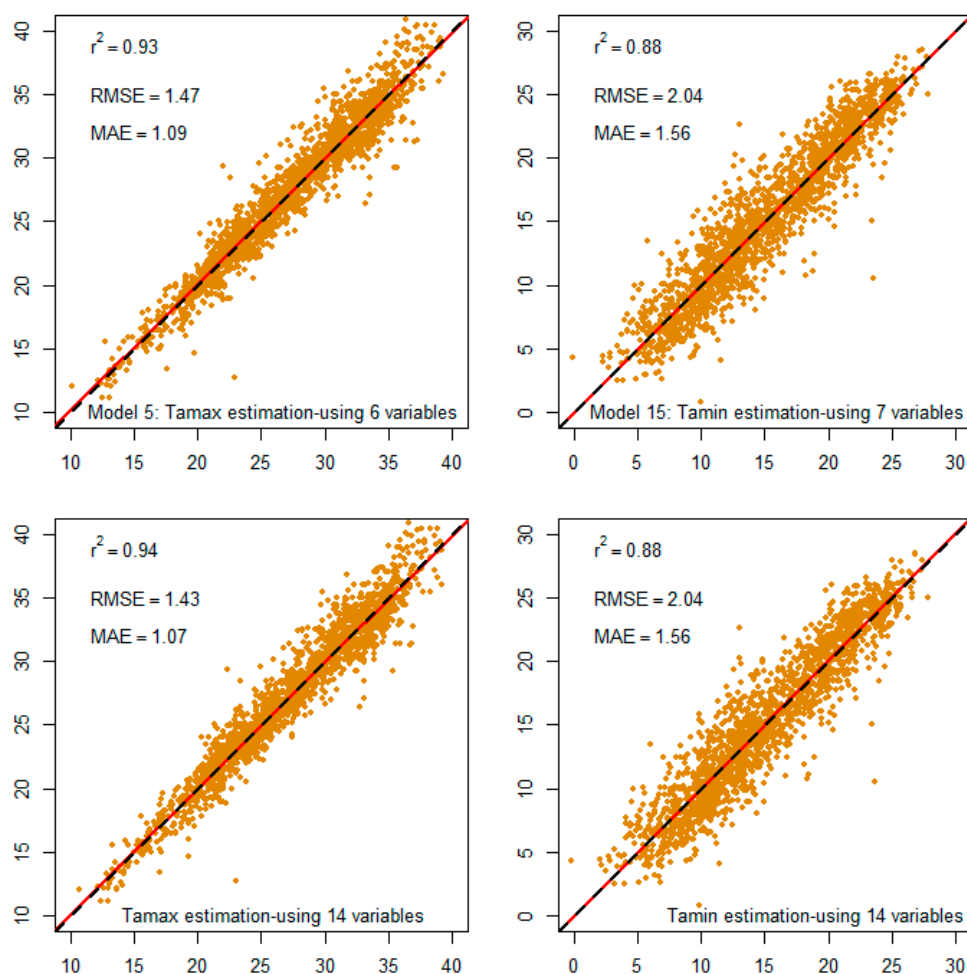 r2 = 0.93
RMSE = 1.47
MAE = 1.09
Model 5: Tamax estimation-using 6 variables
40
35
30
25
20
15
10
10 15 20 25 30 35 40
r2 = 0.88
RMSE = 2.04
MAE = 1.56
Model 15: Tamin estimation-using 7 variables
30
25
20
15
10
5
0
0 5 10 15 20 25 30
r2 = 0.94
RMSE = 1.43
MAE = 1.07
Tamax estimation-using 14 variables
40
35
30
25
20
15
10
10 15 20 25 30 35 40
r2 = 0.88
RMSE = 2.04
MAE = 1.56
Tamin estimation-using 14 variables
30
25
20
15
10
5
0
0 5 10 15 20 25 30